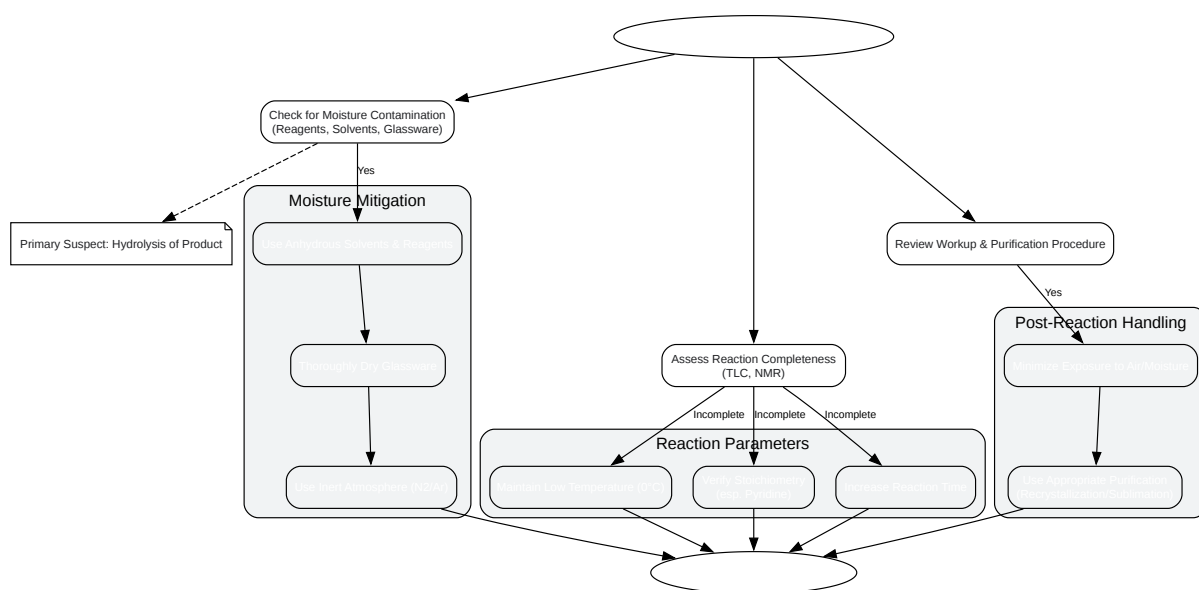 Check for Moisture Contamination
(Reagents, Solvents, Glassware)
Yes
Moisture Mitigation
Primary Suspect: Hydrolysis of Product
Use Anhydrous Solvents & Reagents
Review Workup & Purification Procedure
Yes
Post-Reaction Handling
Thoroughly Dry Glassware
Assess Reaction Completeness
(TLC, NMR)
Minimize Exposure to Air/Moisture
Incomplete
Incomplete
Incomplete
Reaction Parameters
Use Inert Atmosphere (N2/Ar)
Maintain Low Temperature (0°C)
Verify Stoichiometry
(esp. Pyridine)
Increase Reaction Time
Use Appropriate Purification
(Recrystallization/Sublimation)